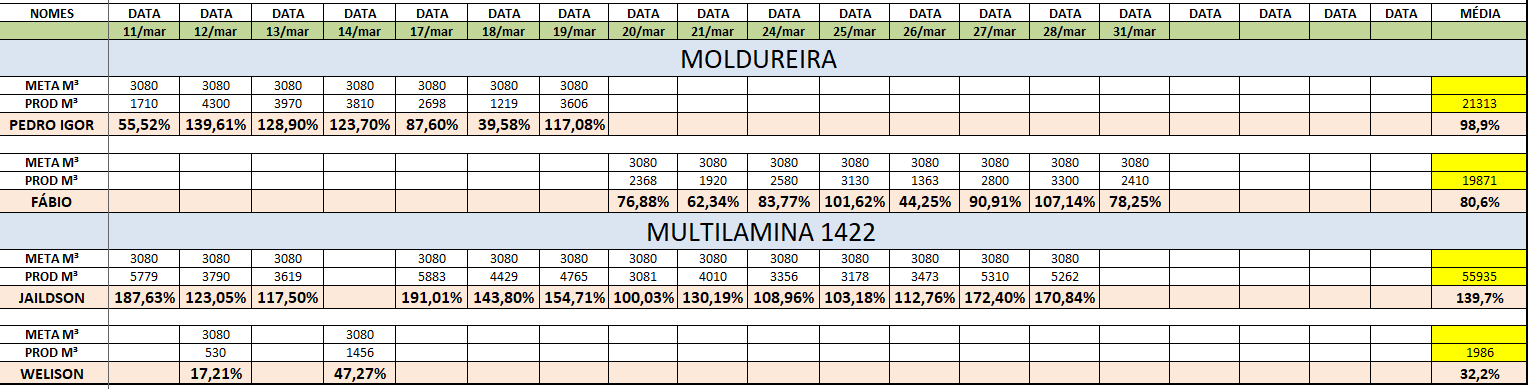 NOMES DATA DATA DATA DATA DATA DATA DATA DATA DATA DATA DATA DATA DATA DATA DATA DATA DATA DATA DATA MÉDIA
11/mar 12/mar 13/mar 14/mar 17/mar 18/mar 19/mar 20/mar 21/mar 24/mar 25/mar 26/mar 27/mar 28/mar 31/mar
MOLDUREIRA
META M³ 3080 3080 3080 3080 3080 3080 3080
PROD M³ 1710 4300 3970 3810 2698 1219 3606 21313
PEDRO IGOR 55,52% 139,61% 128,90% 123,70% 87,60% 39,58% 117,08% 98,9%
META M³ 3080 3080 3080 3080 3080 3080 3080 3080
PROD M³ 2368 1920 2580 3130 1363 2800 3300 2410 19871
FÁBIO 76,88% 62,34% 83,77% 101,62% 44,25% 90,91% 107,14% 78,25% 80,6%
MULTILAMINA 1422
META M³ 3080 3080 3080 3080 3080 3080 3080 3080 3080 3080 3080 3080 3080
PROD M³ 5779 3790 3619 5883 4429 4765 3081 4010 3356 3178 3473 5310 5262 55935
JAILDSON 187,63% 123,05% 117,50% 191,01% 143,80% 154,71% 100,03% 130,19% 108,96% 103,18% 112,76% 172,40% 170,84% 139,7%
META M³ 3080 3080
PROD M³ 530 1456 1986
WELISON 17,21% 47,27% 32,2%